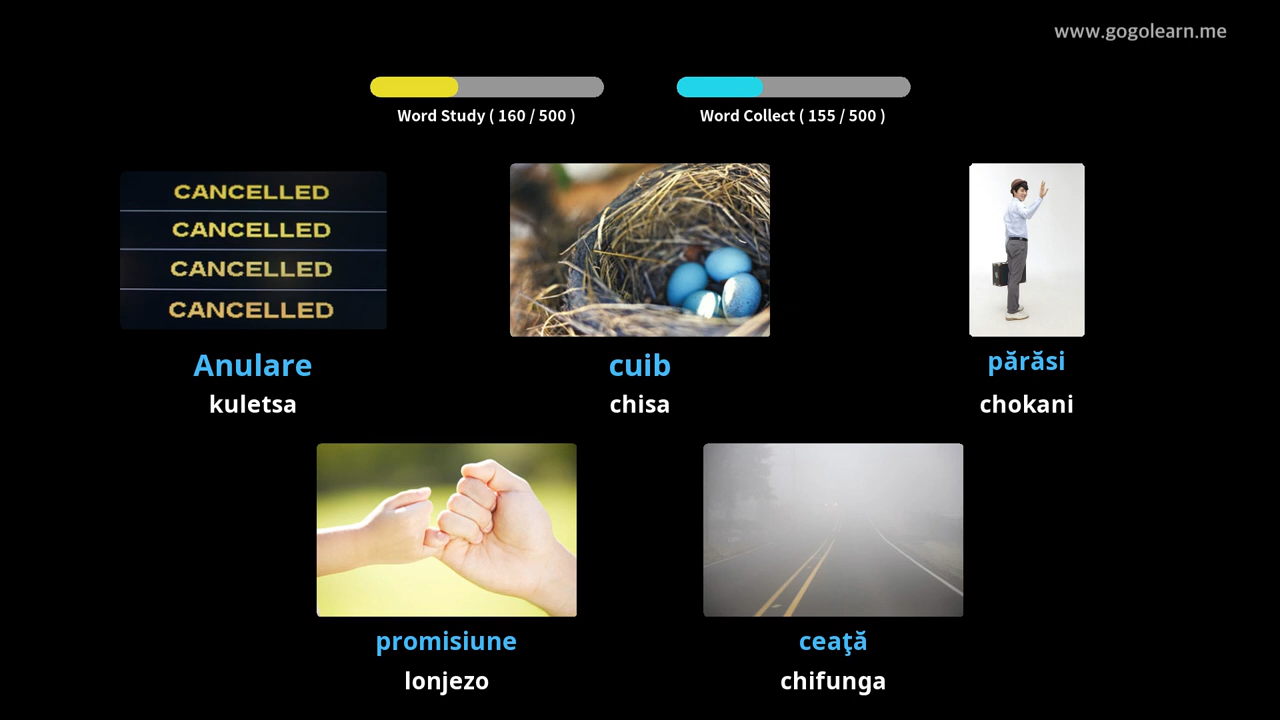 www.gogolearn.me
Word Study ( 160 / 500 )
Word Collect ( 155 / 500 )
CANCELLED
CANCELLED
CANCELLED
CANCELLED
Anulare
kuletsa
cuib
chisa
părăsi
chokani
promisiune
lonjezo
ceaţă
chifunga